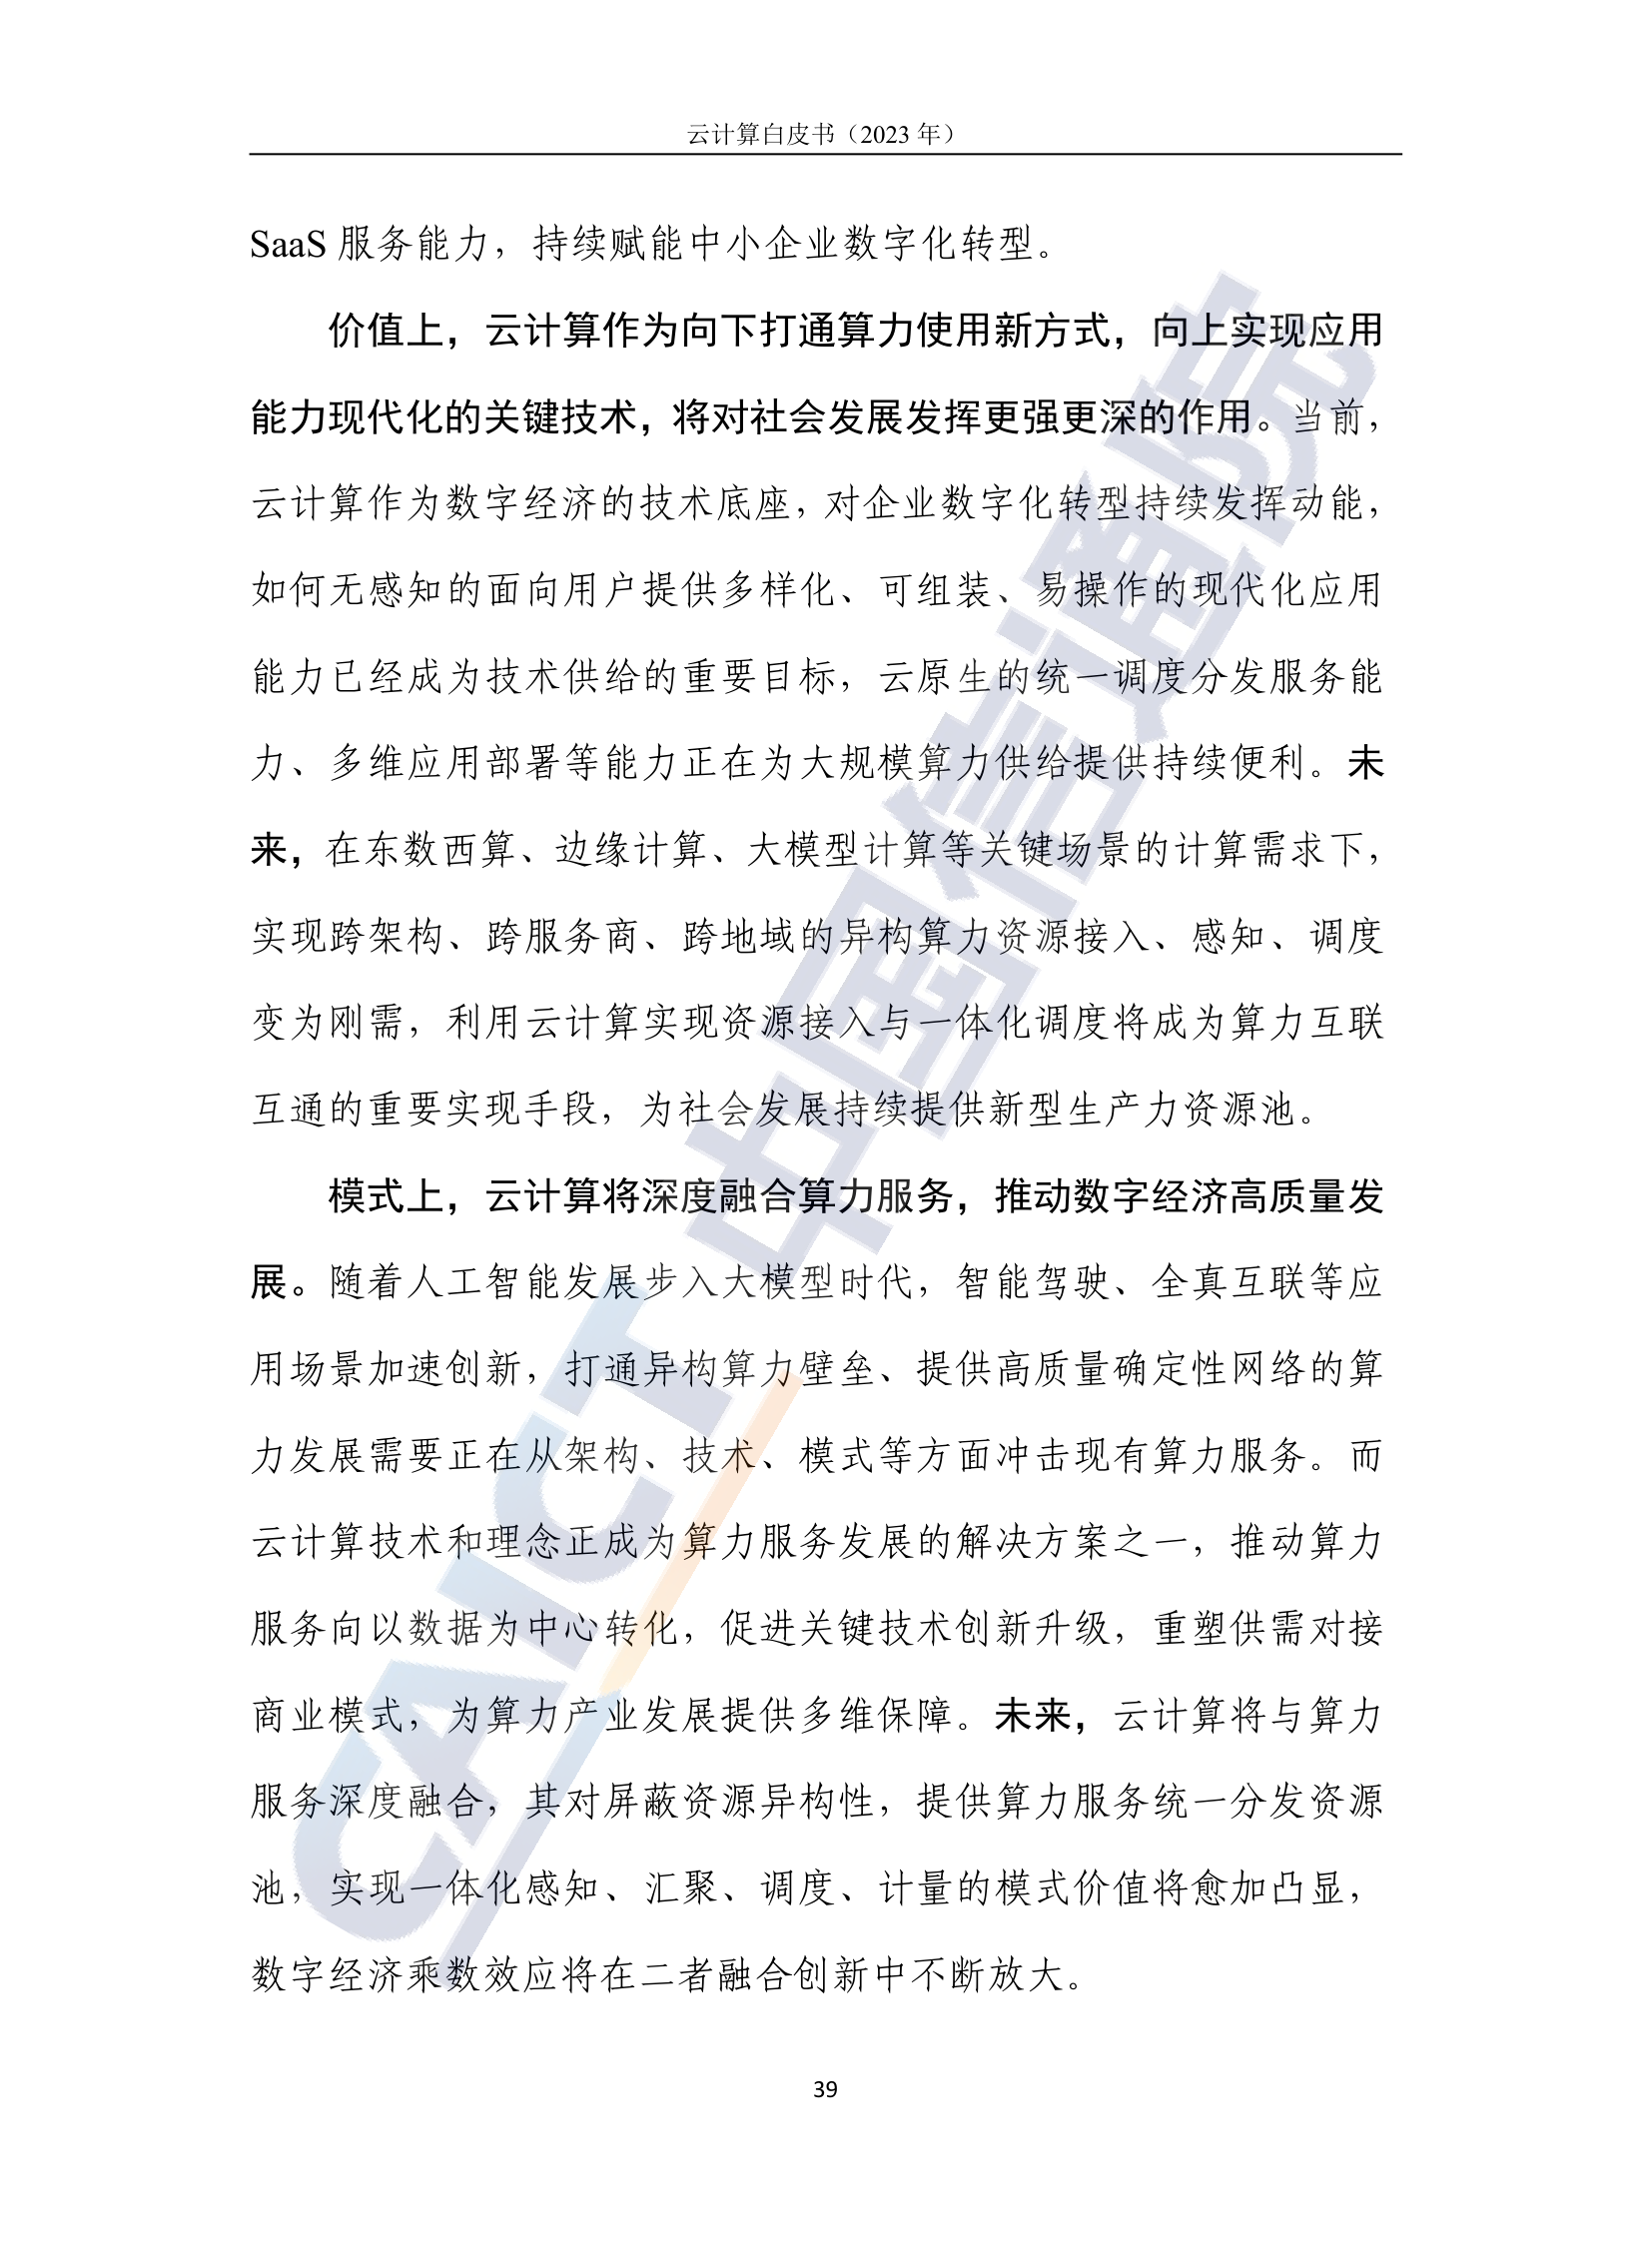 云计算白皮书（2023 年）
SaaS 服务能力，持续赋能中小企业数字化转型。
价值上，云计算作为向下打通算力使用新方式，向上实现应用
能力现代化的关键技术，将对社会发展发挥更强更深的作用。当前，
云计算作为数字经济的技术底座，对企业数字化转型持续发挥动能，
如何无感知的面向用户提供多样化、可组装、易操作的现代化应用
能力已经成为技术供给的重要目标，云原生的统一调度分发服务能
力、多维应用部署等能力正在为大规模算力供给提供持续便利。未
来，在东数西算、边缘计算、大模型计算等关键场景的计算需求下，
实现跨架构、跨服务商、跨地域的异构算力资源接入、感知、调度
变为刚需，利用云计算实现资源接入与一体化调度将成为算力互联
互通的重要实现手段，为社会发展持续提供新型生产力资源池。
模式上，云计算将深度融合算力服务，推动数字经济高质量发
展。随着人工智能发展步入大模型时代，智能驾驶、全真互联等应
用场景加速创新，打通异构算力壁垒、提供高质量确定性网络的算
力发展需要正在从架构、技术、模式等方面冲击现有算力服务。而
云计算技术和理念正成为算力服务发展的解决方案之一，推动算力
服务向以数据为中心转化，促进关键技术创新升级，重塑供需对接
商业模式，为算力产业发展提供多维保障。未来，云计算将与算力
服务深度融合，其对屏蔽资源异构性，提供算力服务统一分发资源
池，实现一体化感知、汇聚、调度、计量的模式价值将愈加凸显，
数字经济乘数效应将在二者融合创新中不断放大。
39
CAICT 中国信通院